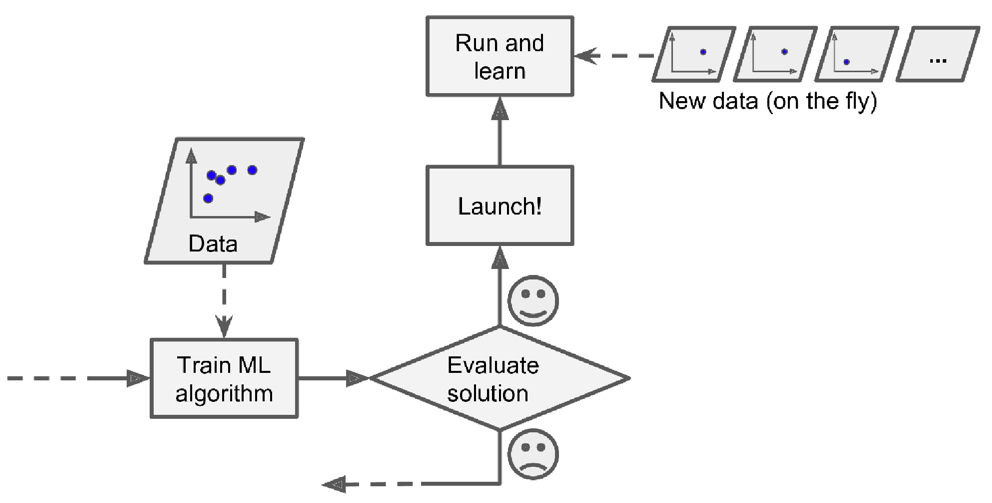 Run and
learn
...
New data (on the fly)
Launch!
Data
Train ML
algorithm
Evaluate
solution